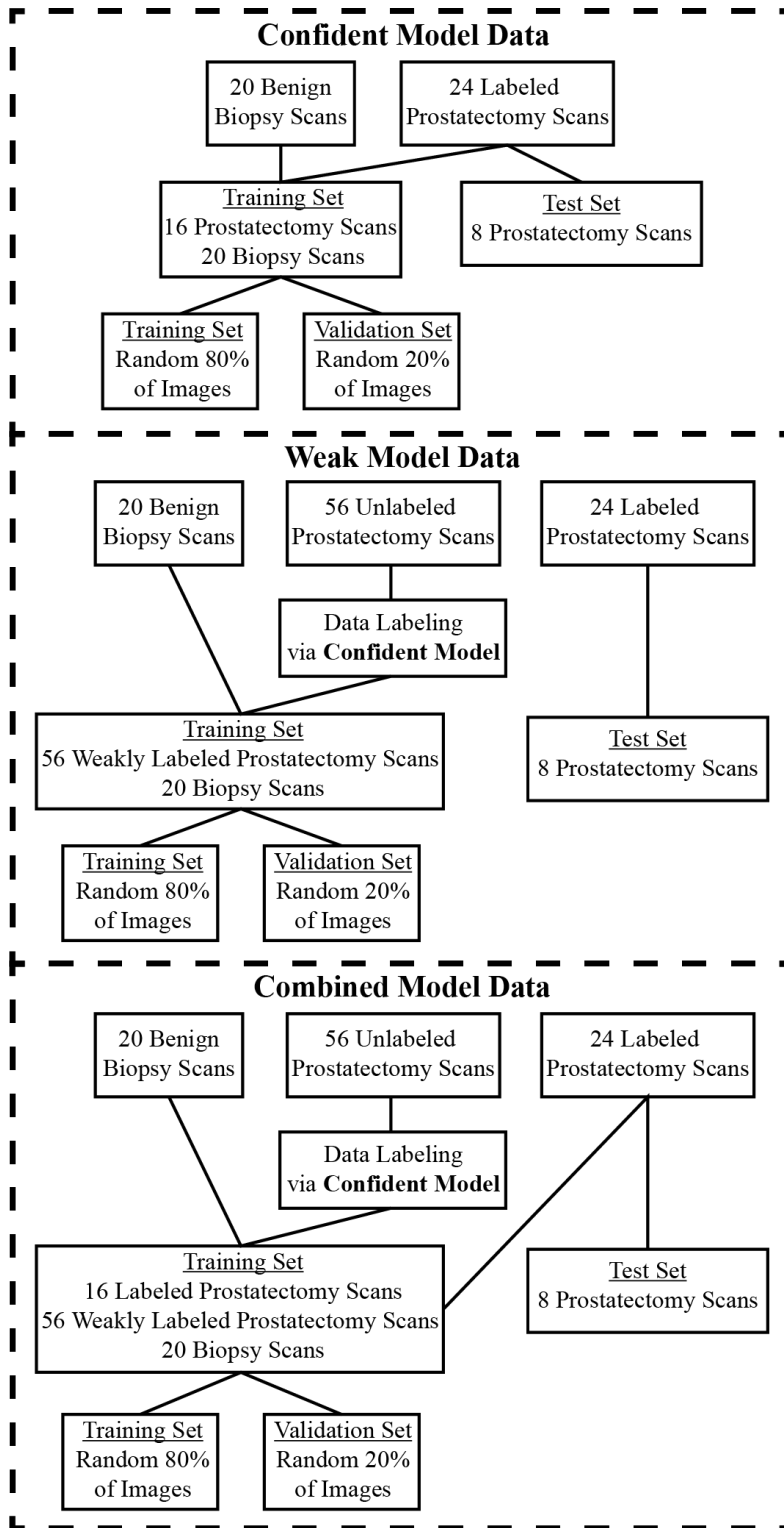 Confident Model Data
20 Benign
Biopsy Scans
24 Labeled
Prostatectomy Scans
Training Set
16 Prostatectomy Scans
20 Biopsy Scans
Test Set
8 Prostatectomy Scans
Training Set
Random 80%
of Images
Validation Set
Random 20%
of Images
Weak Model Data
20 Benign
Biopsy Scans
56 Unlabeled
Prostatectomy Scans
24 Labeled
Prostatectomy Scans
Data Labeling
via Confident Model
Training Set
56 Weakly Labeled Prostatectomy Scans
20 Biopsy Scans
Test Set
8 Prostatectomy Scans
Training Set
Random 80%
of Images
Validation Set
Random 20%
of Images
Combined Model Data
20 Benign
Biopsy Scans
56 Unlabeled
Prostatectomy Scans
24 Labeled
Prostatectomy Scans
Data Labeling
via Confident Model
Training Set
16 Labeled Prostatectomy Scans
56 Weakly Labeled Prostatectomy Scans
20 Biopsy Scans
Test Set
8 Prostatectomy Scans
Training Set
Random 80%
of Images
Validation Set
Random 20%
of Images